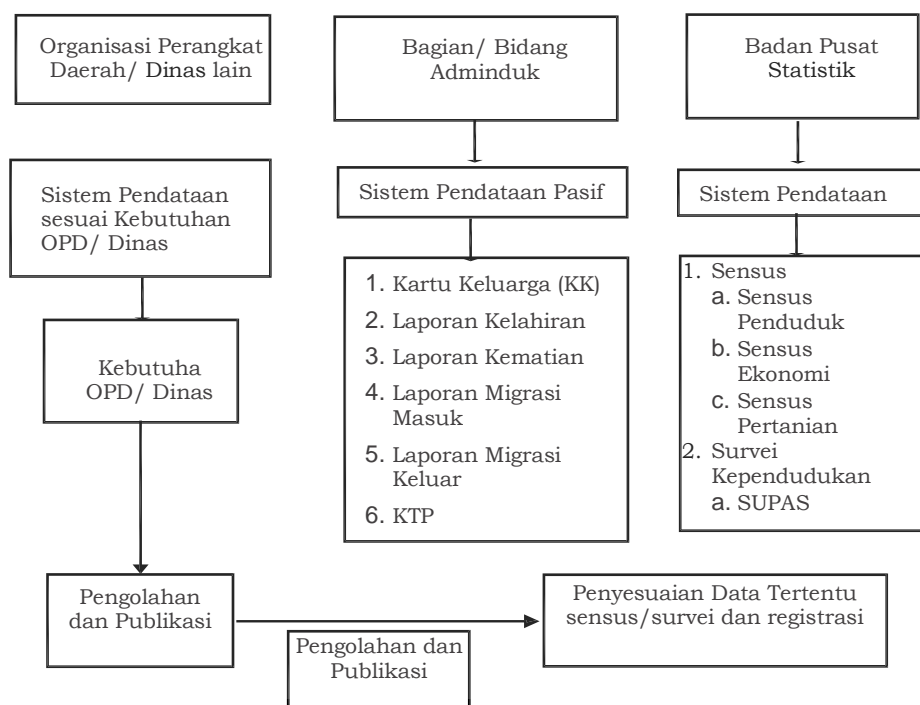 Organisasi Perangkat
Daerah/ Dinas lain
Bagian/ Bidang
Adminduk
Badan Pusat
Statistik
Sistem Pendataan
sesuai Kebutuhan
OPD/ Dinas
Sistem Pendataan Pasif
Sistem Pendataan
Kebutuha
OPD/ Dinas
1. Kartu Keluarga (KK)
2. Laporan Kelahiran
3. Laporan Kematian
4. Laporan Migrasi
Masuk
5. Laporan Migrasi
Keluar
6. KTP
1. Sensus
a. Sensus
Penduduk
b. Sensus
Ekonomi
c. Sensus
Pertanian
2. Survei
Kependudukan
a. SUPAS
Pengolahan
dan Publikasi
Pengolahan dan
Publikasi
Penyesuaian Data Tertentu
sensus/survei dan registrasi